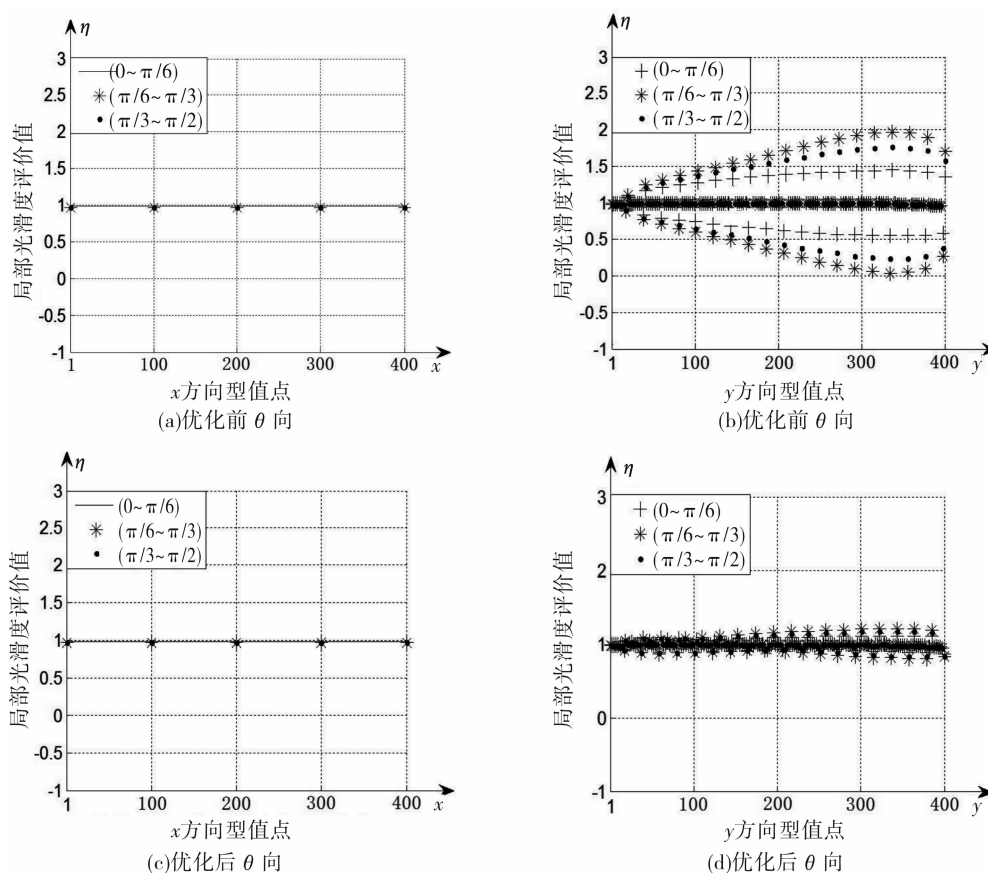 η
3
2.5
2
1.5
1
0.5
0
-0.5
-1
(0~π/6)
(π/6~π/3)
(π/3~π/2)
局部光滑度评价值
1 100 200 300 400 x
x方向型值点
(a)优化前 θ 向
η
3
2.5
2
1.5
1
0.5
0
-0.5
-1
(0~π/6)
(π/6~π/3)
(π/3~π/2)
局部光滑度评价值
1 100 200 300 400 y
y方向型值点
(b)优化前 θ 向
η
3
2.5
2
1.5
1
0.5
0
-0.5
-1
(0~π/6)
(π/6~π/3)
(π/3~π/2)
局部光滑度评价值
1 100 200 300 400 x
x方向型值点
(c)优化后 θ 向
η
3
2
1
0
-1
(0~π/6)
(π/6~π/3)
(π/3~π/2)
局部光滑度评价值
1 100 200 300 400 y
y方向型值点
(d)优化后 θ 向